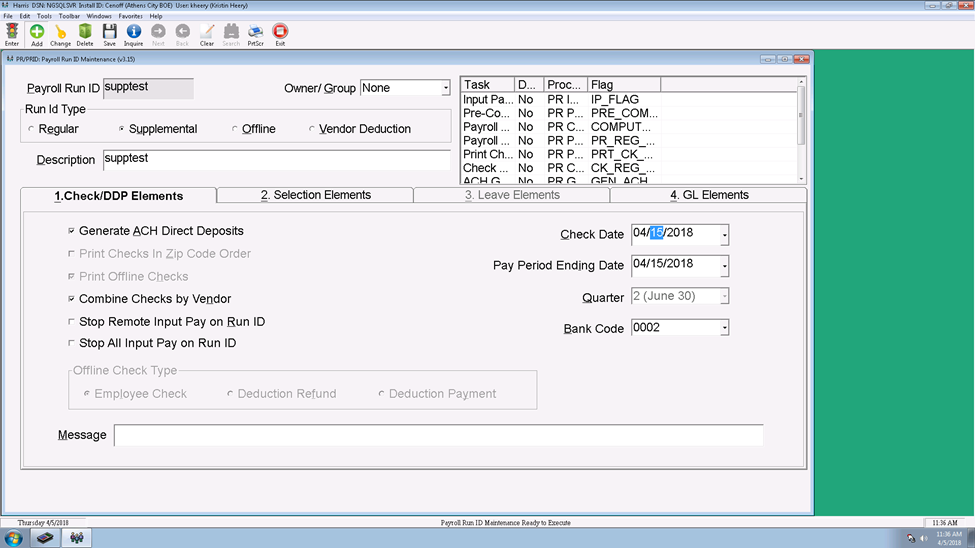 Harris DSN: NGSQLSVR Install ID: Cenoff (Athens City BOE) User: kheery (Kristin Heery)
File Edit Tools Toolbar Windows Favorites Help
Enter Add Change Delete Save Inquire Next Back Clear Search PrtScr Exit
PR/PRID: Payroll Run ID Maintenance (v3.15)
Payroll Run ID supptest Owner/ Group None
Run Id Type
Regular Supplemental Offline Vendor Deduction
Description supptest
Task D... Proc... Flag
Input Pa... No PR I... IP_FLAG
Pre-Co... No PR P... PRE_COM...
Payroll ... No PR C... COMPUT...
Payroll ... No PR P... PR_REG_...
Print Ch... No PR P... PRT_CK_...
Check ... No PR C... CK_REG_...
ACH G... No PR G... GEN_ACH...
1.Check/DDP Elements 2. Selection Elements 3. Leave Elements 4. GL Elements
Generate ACH Direct Deposits
Print Checks In Zip Code Order
Print Offline Checks
Combine Checks by Vendor
Stop Remote Input Pay on Run ID
Stop All Input Pay on Run ID
Check Date 04/15/2018
Pay Period Ending Date 04/15/2018
Quarter 2 (June 30)
Bank Code 0002
Offline Check Type
Employee Check Deduction Refund Deduction Payment
Message
Thursday 4/5/2018 Payroll Run ID Maintenance Ready to Execute 11:36 AM
11:36 AM
4/5/2018